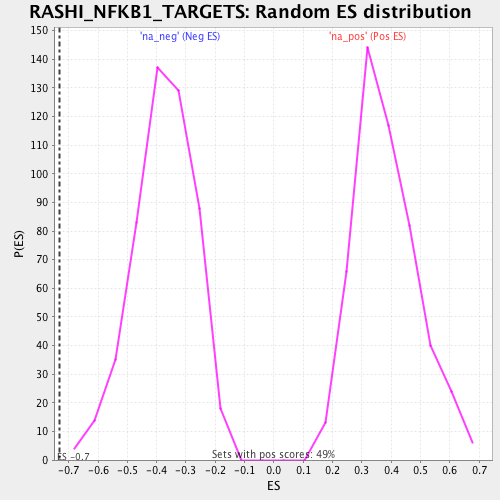 RASHI_NFKB1_TARGETS: Random ES distribution
'na_neg' (Neg ES)
'na_pos' (Pos ES)
150
140
130
120
110
100
90
80
70
60
50
40
30
20
10
0
P(ES)
ES -0.7
Sets with pos scores: 49%
-0.7 -0.6 -0.5 -0.4 -0.3 -0.2 -0.1 0.0 0.1 0.2 0.3 0.4 0.5 0.6 0.7
ES